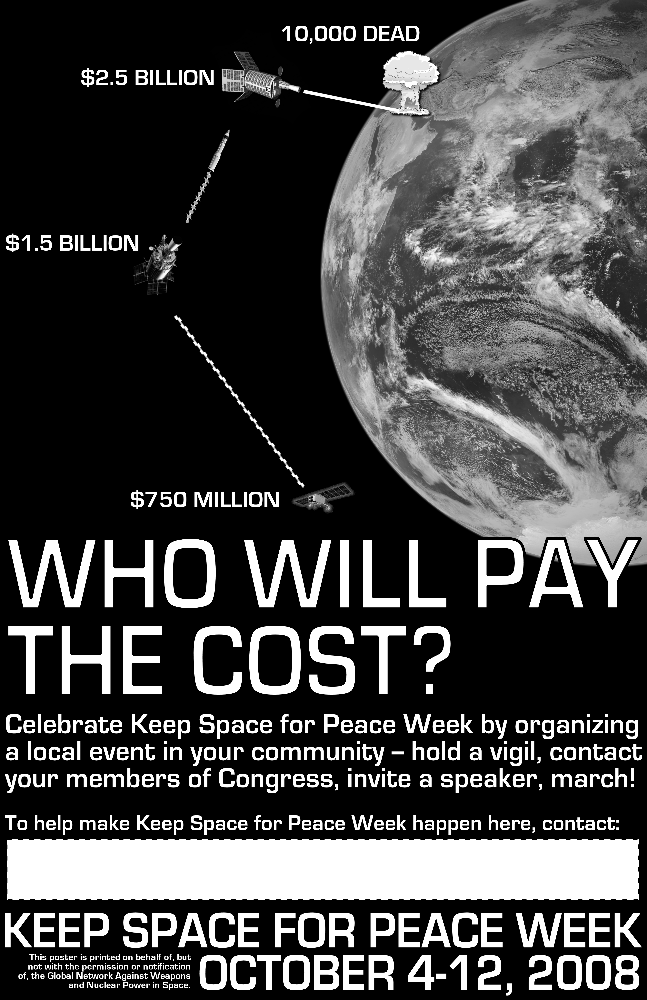 10,000 DEAD
$2.5 BILLION
$1.5 BILLION
$750 MILLION
WHO WILL PAY
THE COST?
Celebrate Keep Space for Peace Week by organizing
a local event in your community – hold a vigil, contact
your members of Congress, invite a speaker, march!
To help make Keep Space for Peace Week happen here, contact:
KEEP SPACE FOR PEACE WEEK
This poster is printed on behalf of, but
not with the permission or notification
of, the Global Network Against Weapons
and Nuclear Power in Space.
OCTOBER 4-12, 2008